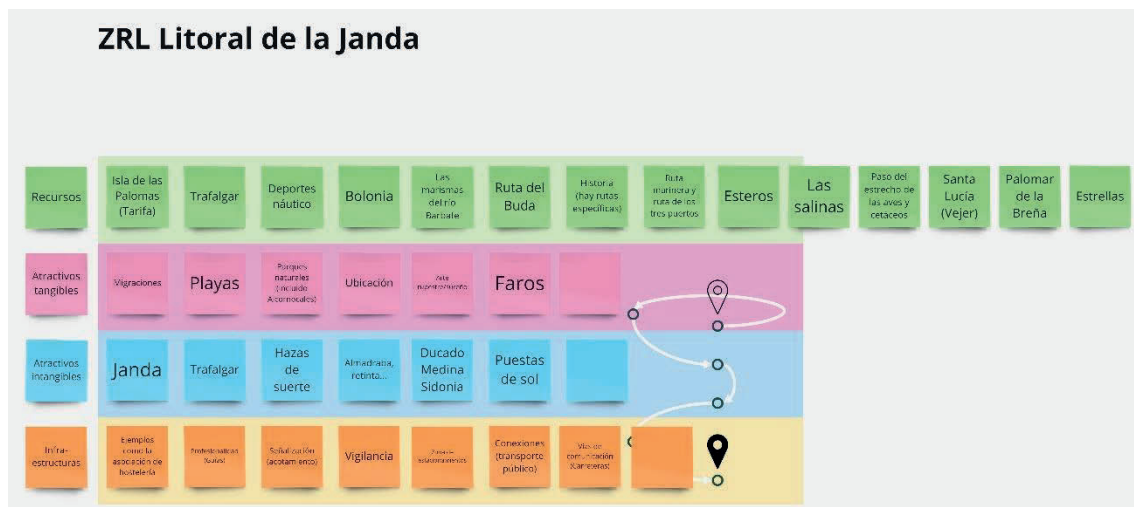 ZRL Litoral de la Janda
Recursos
Isla de las
Palomas
(Tarifa)
Trafalgar
Deportes
náutico
Bolonia
Las
marismas
del río
Barbate
Ruta del
Buda
Historia
(hay rutas
específicas)
Ruta
marinera y
ruta de los
tres puertos
Esteros
Las
salinas
Paso del
estrecho de
las aves y
cetáceos
Santa
Lucía
(Vejer)
Palomar
de la
Breña
Estrellas
Atractivos
tangibles
Migraciones
Playas
Parques
naturales
(incluido
Alcornocales)
Ubicación
Arte
Faros
Atractivos
intangibles
Janda
Trafalgar
Hazas
de
suerte
Almadraba,
retinta...
Ducado
Medina
Sidonia
Puestas
de sol
Infra-
estructuras
Ejemplos
como la
asociación de
hostelería
(Guías)
Señalización
(acotamiento)
Vigilancia
Conexiones
(transporte
público)
Vías de
comunicación
(Carreteras)